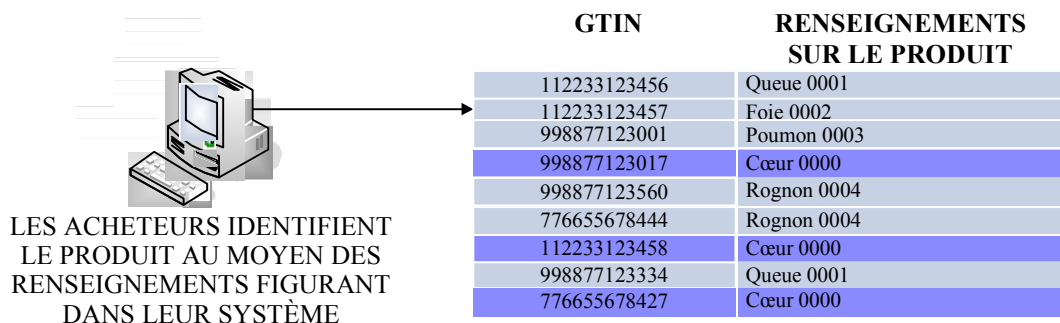 GTIN RENSEIGNEMENTS
SUR LE PRODUIT
112233123456 Queue 0001
112233123457 Foie 0002
998877123001 Poumon 0003
998877123017 Cœur 0000
998877123560 Rognon 0004
776655678444 Rognon 0004
112233123458 Cœur 0000
998877123334 Queue 0001
776655678427 Cœur 0000
LES ACHETEURS IDENTIFIENT
LE PRODUIT AU MOYEN DES
RENSEIGNEMENTS FIGURANT
DANS LEUR SYSTÈME